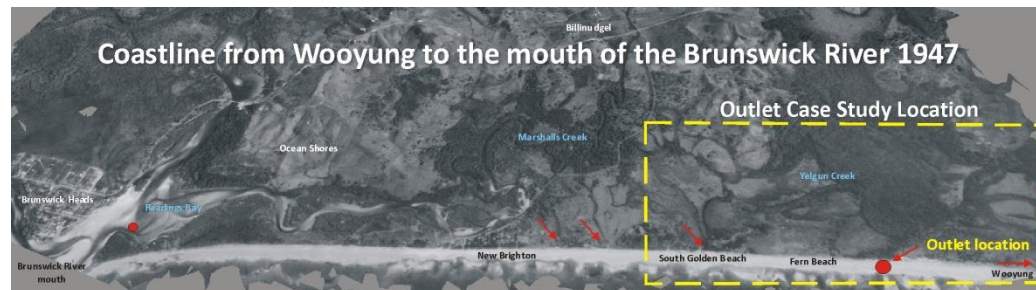 Billinudgel
Coastline from Wooyung to the mouth of the Brunswick River 1947
Outlet Case Study Location
Marshalls Creek
Ocean Shores
Yelgun Creek
Brunswick Heads
Readings Bay
Outlet location
New Brighton
South Golden Beach
Fern Beach
Brunswick River
mouth
Wooyung